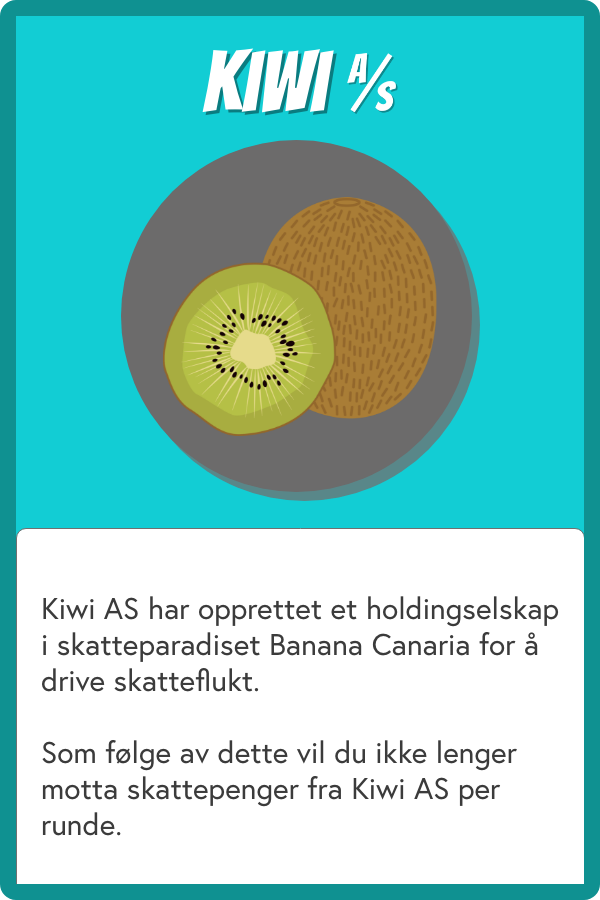 KIWI A/S
Kiwi AS har opprettet et holdingselskap
i skatteparadiset Banana Canaria for å
drive skatteflukt.
Som følge av dette vil du ikke lenger
motta skattepenger fra Kiwi AS per
runde.